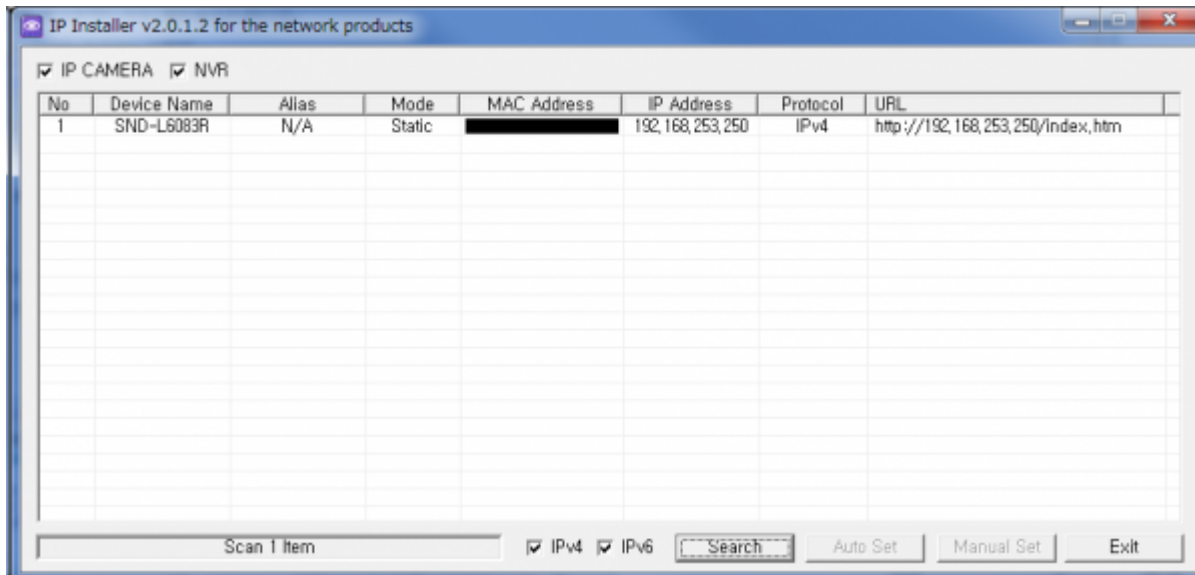 IP Installer v2.0.1.2 for the network products
IP CAMERA NVR
No Device Name Alias Mode MAC Address IP Address Protocol URL
1 SND-L6083R N/A Static 192,168,253,250 IPv4 http://192,168,253,250/index,htm
Scan 1 Item IPv4 IPv6 Search Auto Set Manual Set Exit